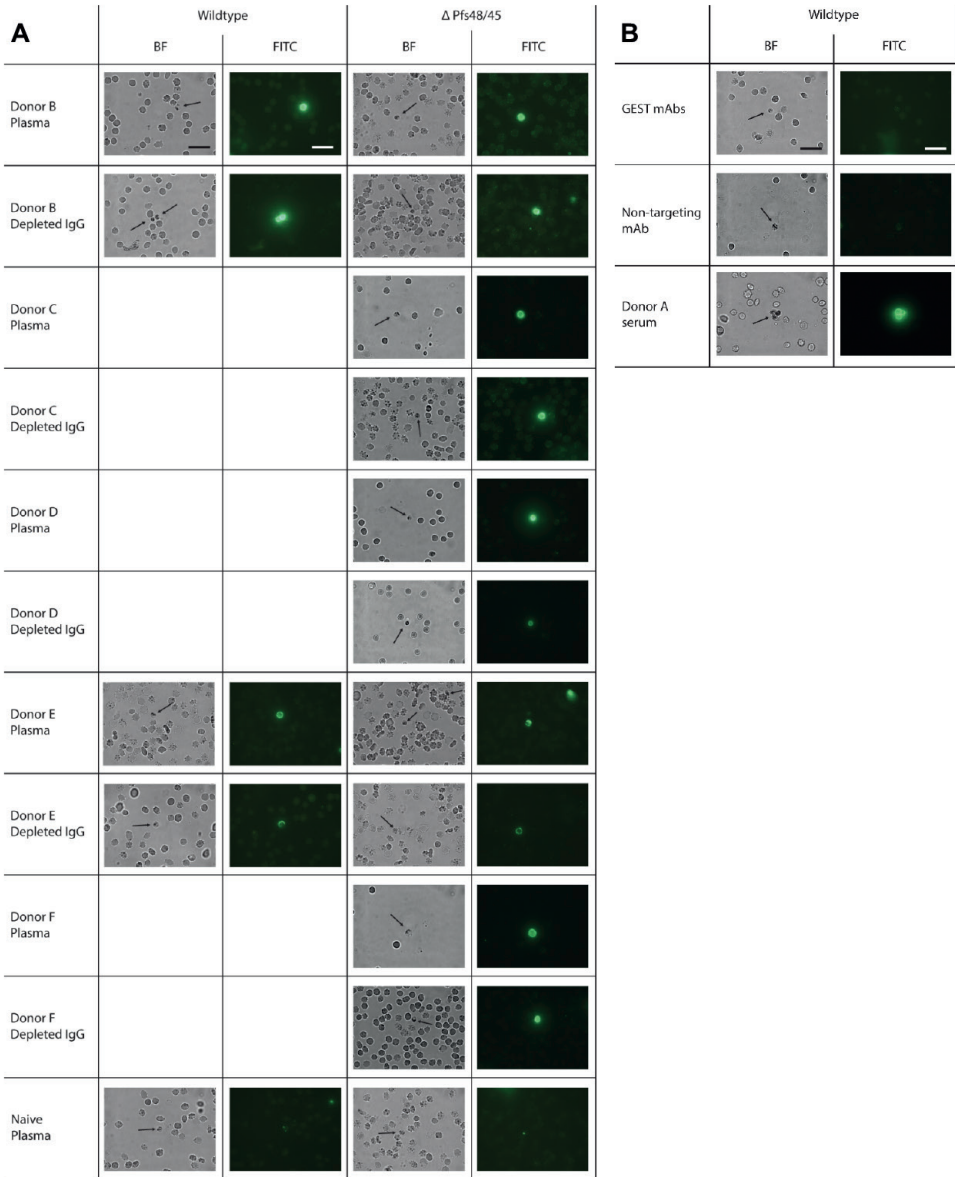 A
Wildtype
Δ Pfs48/45
BF
FITC
BF
FITC
Donor B
Plasma
Donor B
Depleted IgG
Donor C
Plasma
Donor C
Depleted IgG
Donor D
Plasma
Donor D
Depleted IgG
Donor E
Plasma
Donor E
Depleted IgG
Donor F
Plasma
Donor F
Depleted IgG
Naive
Plasma
B
Wildtype
BF
FITC
GEST mAbs
Non-targeting
mAb
Donor A
serum